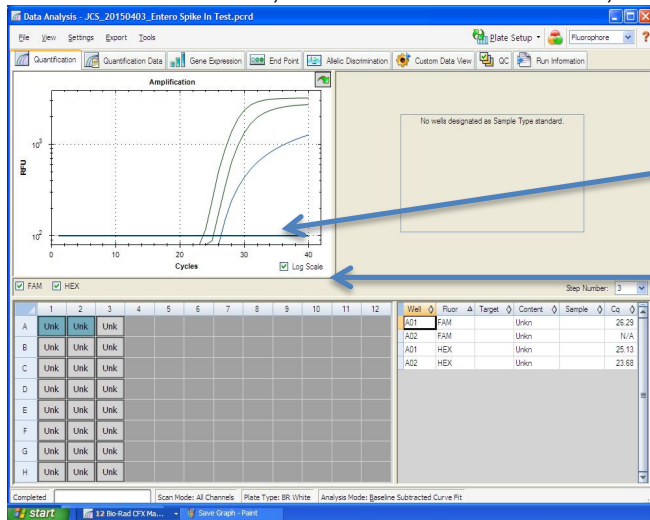 Data Analysis - JCS_20150403_Entero Spike In Test.pcrd
File View Settings Export Tools
Plate Setup
Fluorophore
?
Quantification Quantification Data Gene Expression End Point Allelic Discrimination Custom Data View QC Run Information
Amplification
No wells designated as Sample Type standard.
10^3
RFU
10^2
0 10 20 30 40
Cycles
Log Scale
FAM HEX
Step Number: 3
1 2 3 4 5 6 7 8 9 10 11 12
A Unk Unk Unk
B Unk Unk Unk
C Unk Unk Unk
D Unk Unk Unk
E Unk Unk Unk
F Unk Unk Unk
G Unk Unk Unk
H Unk Unk Unk
Well Fluor Target Content Sample Cq
A01 FAM Unkn 26.29
A02 FAM Unkn N/A
A01 HEX Unkn 25.13
A02 HEX Unkn 23.68
Completed Scan Mode: All Channels Plate Type: BR White Analysis Mode: Baseline Subtracted Curve Fit
start 12 Bio-Rad CFX Ma... Save Graph - Paint